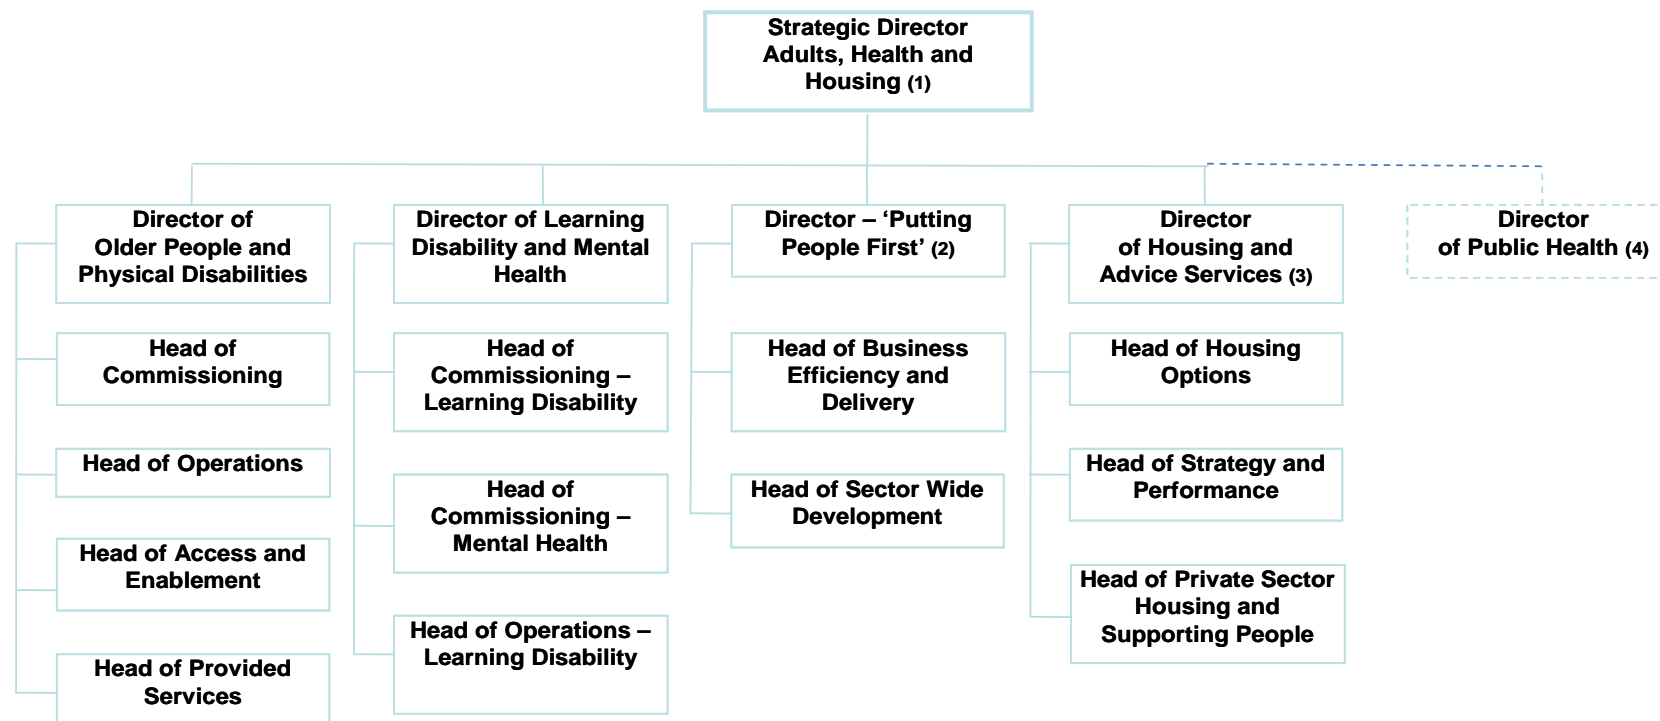 Strategic Director
Adults, Health and
Housing (1)
Director of
Older People and
Physical Disabilities
Head of
Commissioning
Head of Operations
Head of Access and
Enablement
Head of Provided
Services
Director of Learning
Disability and Mental
Health
Head of
Commissioning –
Learning Disability
Head of
Commissioning –
Mental Health
Head of Operations –
Learning Disability
Director – ‘Putting
People First’ (2)
Head of Business
Efficiency and
Delivery
Head of Sector Wide
Development
Director
of Housing and
Advice Services (3)
Head of Housing
Options
Head of Strategy and
Performance
Head of Private Sector
Housing and
Supporting People
Director
of Public Health (4)